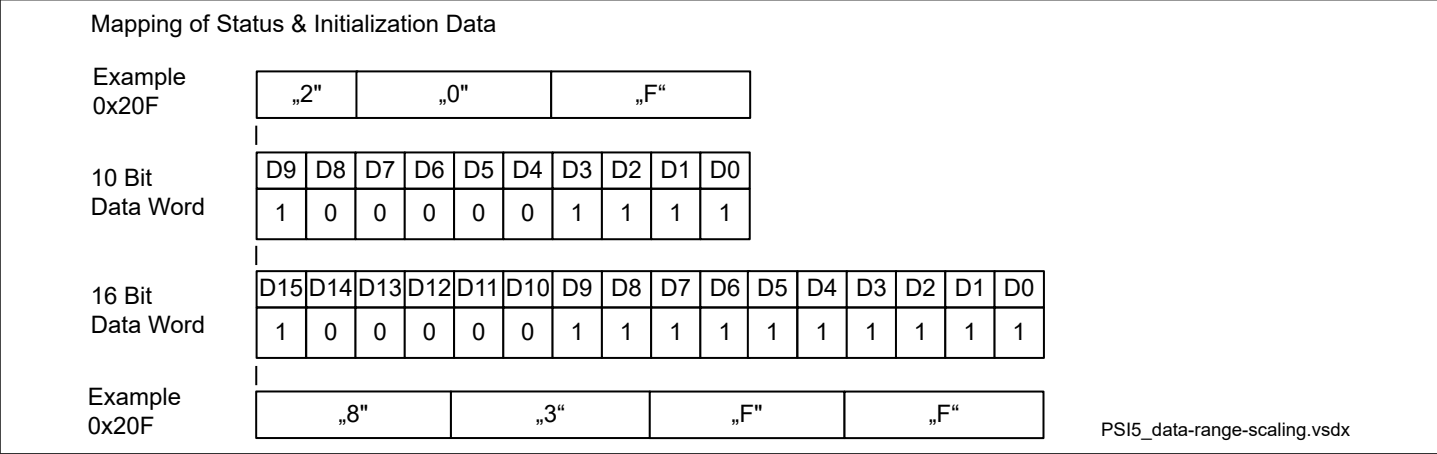 Mapping of Status & Initialization Data
Example
0x20F
„2" „0" „F“
10 Bit
Data Word
D9 D8 D7 D6 D5 D4 D3 D2 D1 D0
1 0 0 0 0 0 1 1 1 1
16 Bit
Data Word
D15 D14 D13 D12 D11 D10 D9 D8 D7 D6 D5 D4 D3 D2 D1 D0
1 0 0 0 0 0 1 1 1 1 1 1 1 1 1 1
Example
0x20F
„8" „3“ „F" „F“
PSI5_data-range-scaling.vsdx